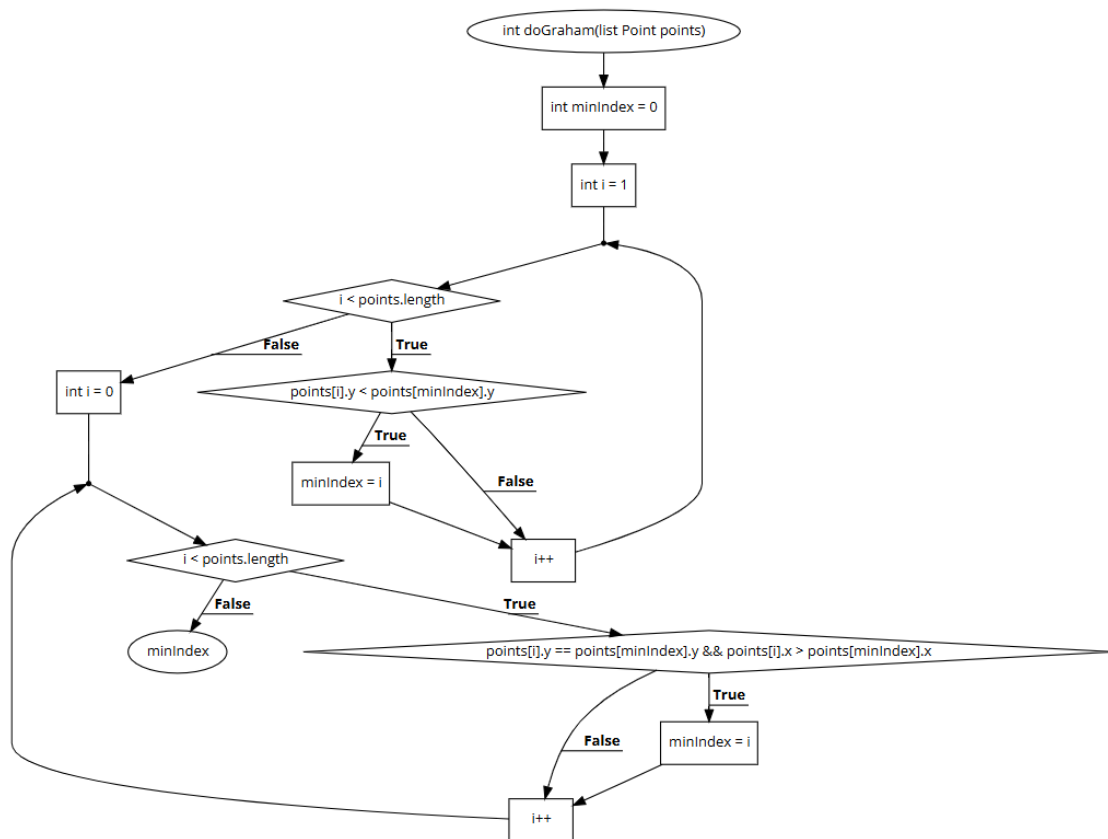 int doGraham(list Point points)
int minIndex = 0
int i = 1
i < points.length
False
True
int i = 0
points[i].y < points[minIndex].y
True
False
minIndex = i
i++
i < points.length
False
True
minIndex
points[i].y == points[minIndex].y && points[i].x > points[minIndex].x
True
False
minIndex = i
i++